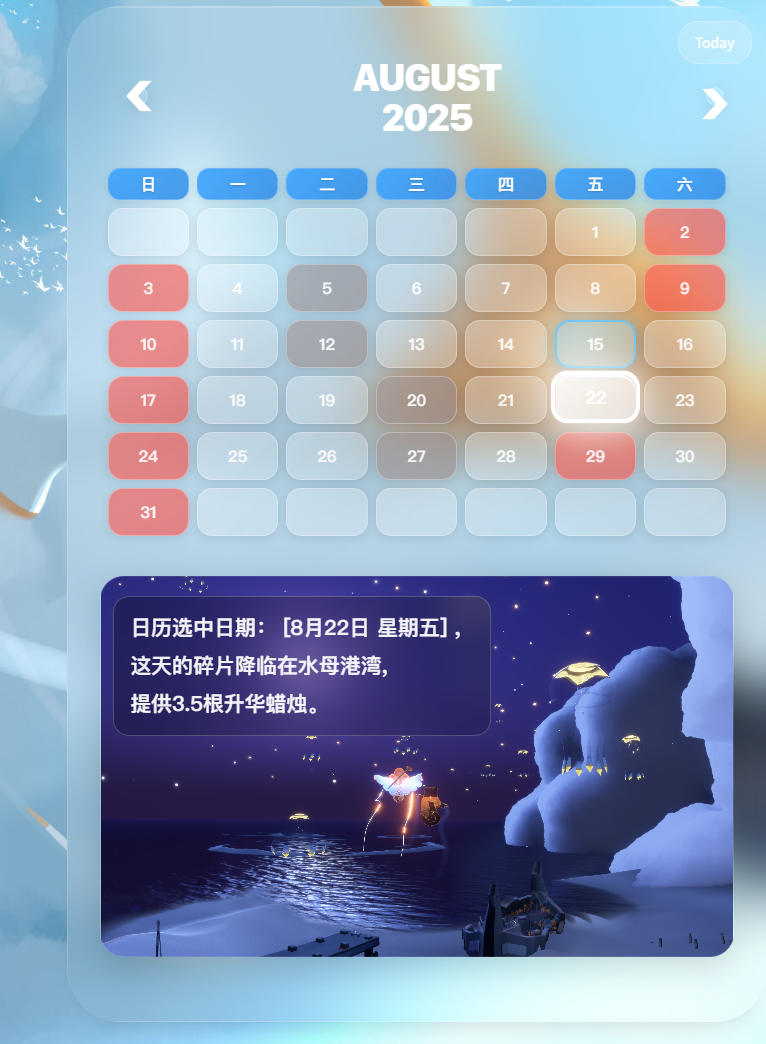 Today
AUGUST
2025
日 一 二 三 四 五 六
1 2
3 4 5 6 7 8 9
10 11 12 13 14 15 16
17 18 19 20 21 22 23
24 25 26 27 28 29 30
31
日历选中日期： [8月22日 星期五] ，
这天的碎片降临在水母港湾,
提供3.5根升华蜡烛。